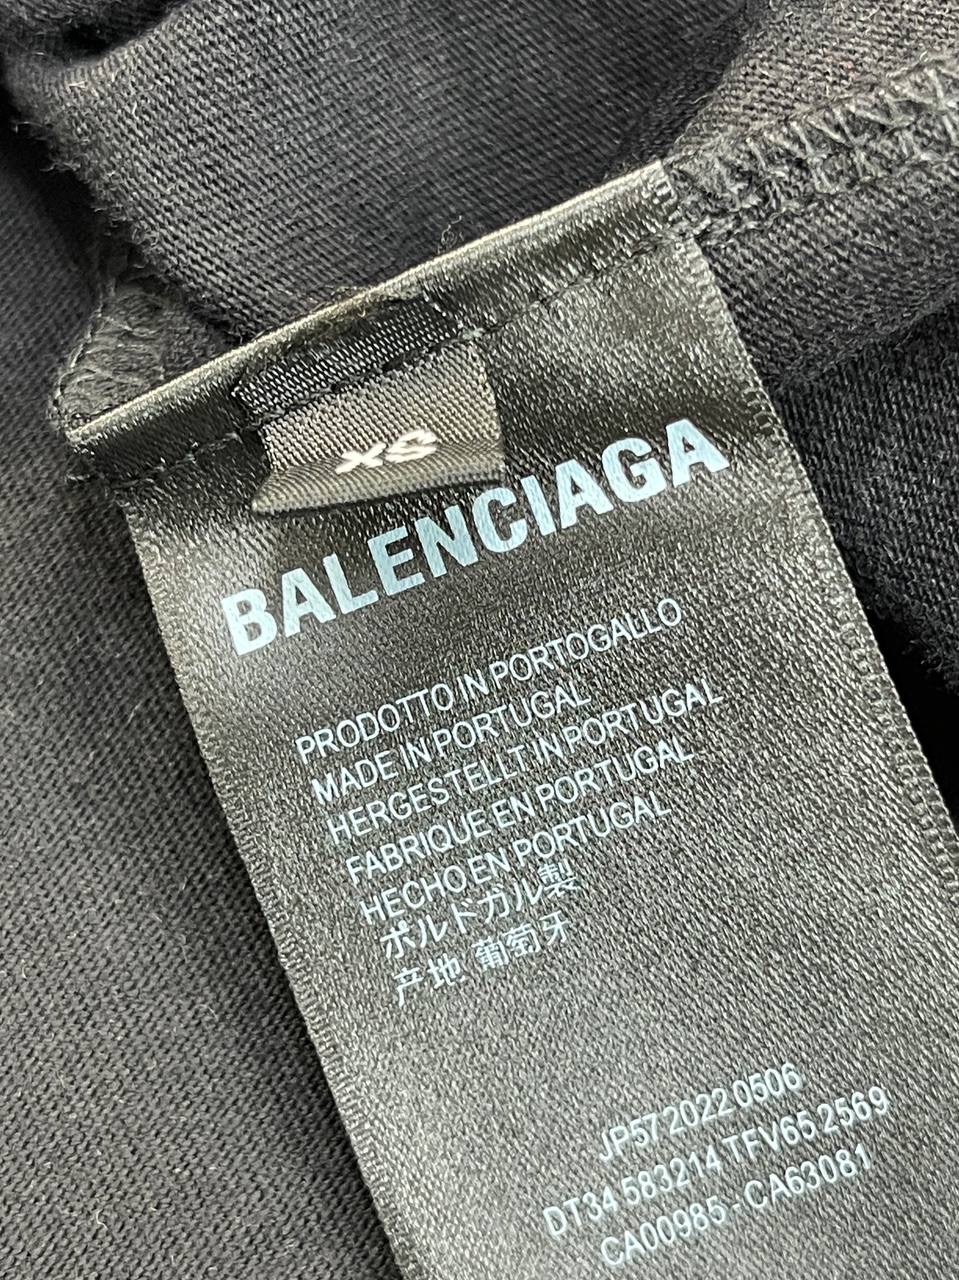 XS
BALENCIAGA
PRODOTTO IN PORTOGALLO
MADE IN PORTUGAL
HERGESTELLT IN PORTUGAL
FABRIQUE EN PORTUGAL
HECHO EN PORTUGAL
ポルトガル製
产地 葡萄牙
JP57 2022 0506
DT34 583214 TFV65 2569
CA00985 - CA63081